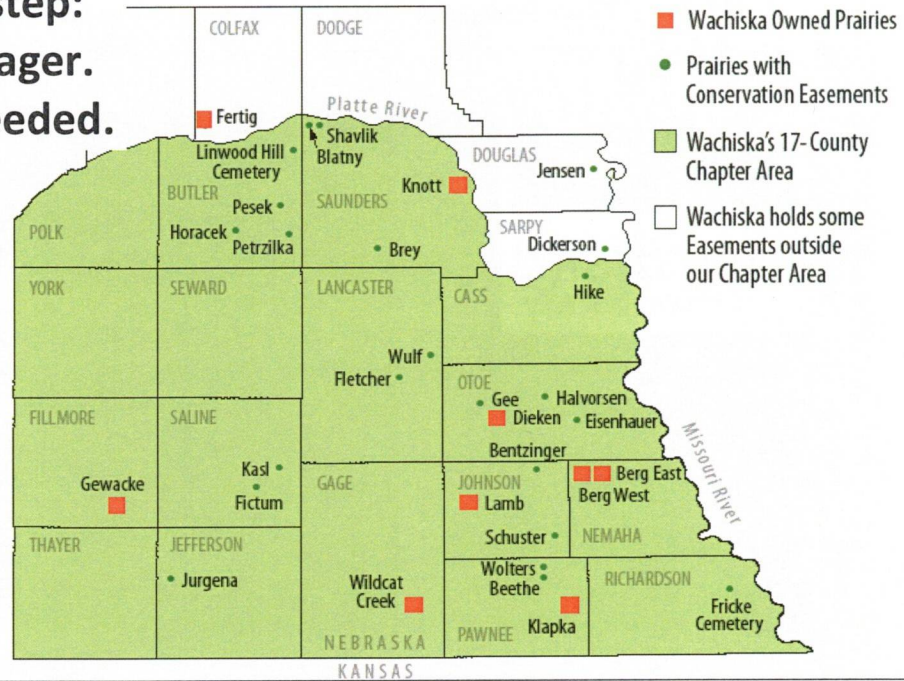 step:
ager.
eeded.
Wachiska Owned Prairies
Prairies with
Conservation Easements
Wachiska's 17-County
Chapter Area
Wachiska holds some
Easements outside
our Chapter Area
COLFAX
DODGE
Platte River
Fertig
Shavlik
Blatny
Linwood Hill
Cemetery
DOUGLAS
Jensen
BUTLER
Knott
Pesek
SAUNDERS
POLK
Horacek
Petrzilka
Brey
SARPY
Dickerson
YORK
SEWARD
LANCASTER
CASS
Hike
Wulf
Fletcher
OTOE
Gee
Halvorsen
Dieken
Eisenhauer
Bentzinger
Missouri River
FILLMORE
SALINE
Gewacke
Kasl
Fictum
GAGE
JOHNSON
Lamb
Schuster
Berg East
Berg West
NEMAHA
THAYER
JEFFERSON
Jurgena
Wildcat
Creek
Wolters
Beethe
Klapka
PAWNEE
RICHARDSON
Fricke
Cemetery
NEBRASKA
KANSAS